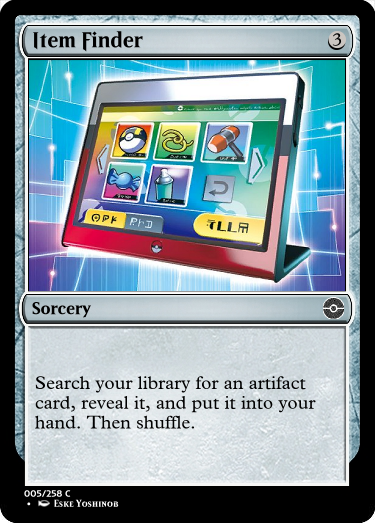 Item Finder
3
Sorcery
Search your library for an artifact
card, reveal it, and put it into your
hand. Then shuffle.
005/258 C
• Eske Yoshinob